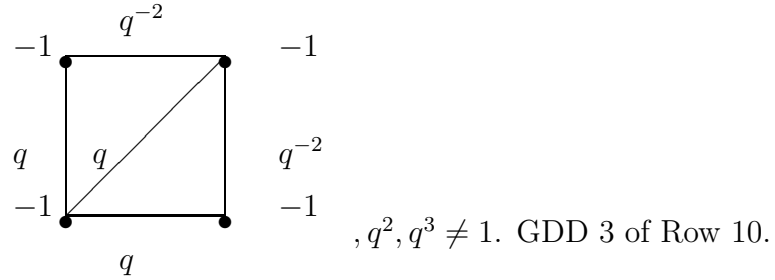 q^{-2}
−1 −1
q q q^{-2}
−1 −1 , q^2, q^3 ≠ 1. GDD 3 of Row 10.
q